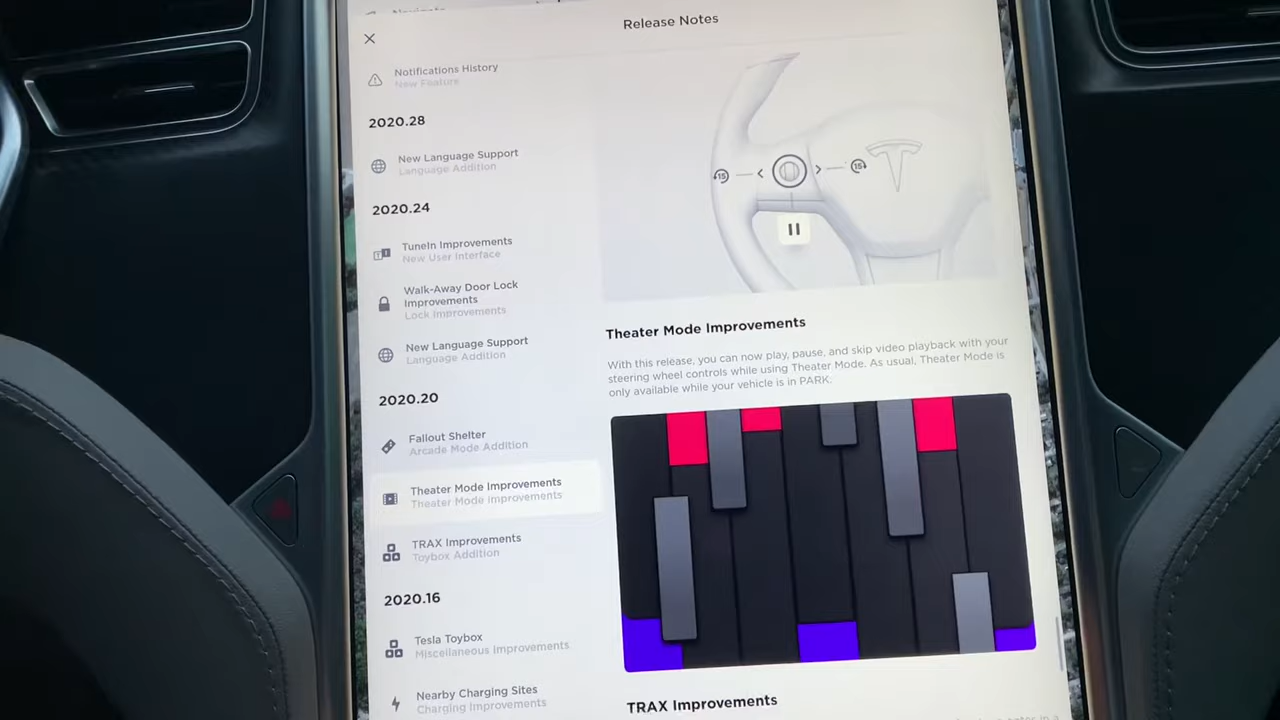 Navigate
Release Notes
Notifications History
New Feature
2020.28
New Language Support
Language Addition
2020.24
TuneIn Improvements
New User Interface
Walk-Away Door Lock
Improvements
Lock Improvements
New Language Support
Language Addition
2020.20
Fallout Shelter
Arcade Mode Addition
Theater Mode Improvements
Theater Mode Improvements
TRAX Improvements
Toybox Addition
2020.16
Tesla Toybox
Miscellaneous Improvements
Nearby Charging Sites
Charging Improvements
15
15
Theater Mode Improvements
With this release, you can now play, pause, and skip video playback with your
steering wheel controls while using Theater Mode. As usual, Theater Mode is
only available while your vehicle is in PARK.
TRAX Improvements